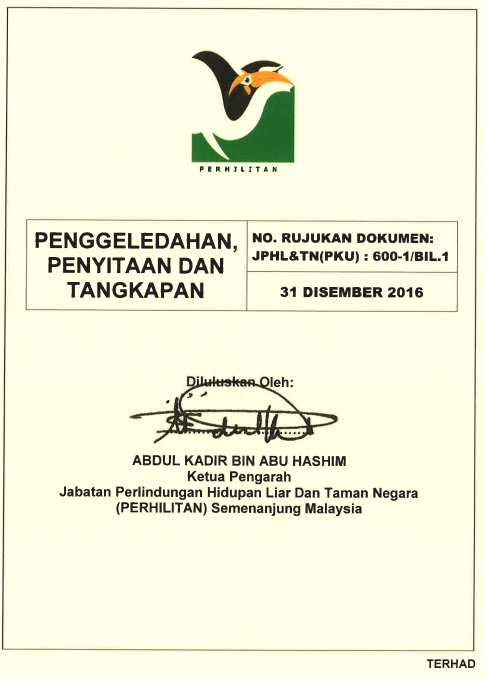 PERHILITAN
PENGGELEDAHAN,
PENYITAAN DAN
TANGKAPAN
NO. RUJUKAN DOKUMEN:
JPHL&TN(PKU) : 600-1/BIL.1
31 DISEMBER 2016
Diluluskan Oleh:
ABDUL KADIR BIN ABU HASHIM
Ketua Pengarah
Jabatan Perlindungan Hidupan Liar Dan Taman Negara
(PERHILITAN) Semenanjung Malaysia
TERHAD